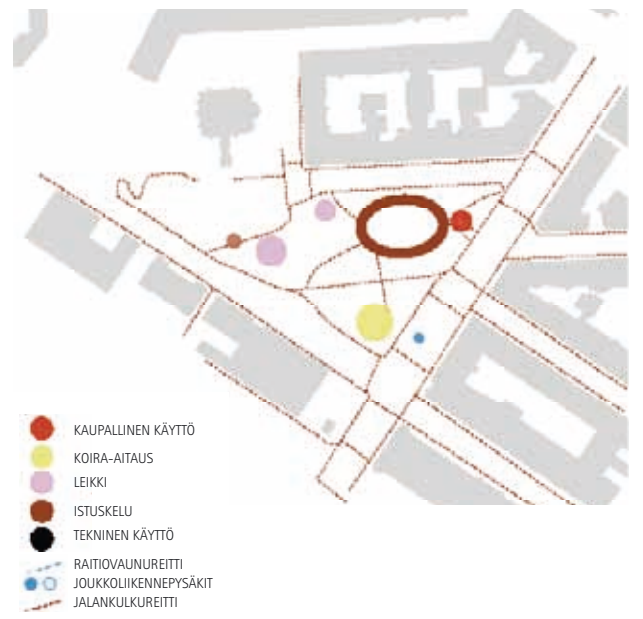 KAUPALLINEN KÄYTTÖ
KOIRA-AITAUS
LEIKKI
ISTUSKELU
TEKNINEN KÄYTTÖ
RAITIOVAUNUREITTI
JOUKKOLIIKENNEPYSÄKIT
JALANKULKUREITTI